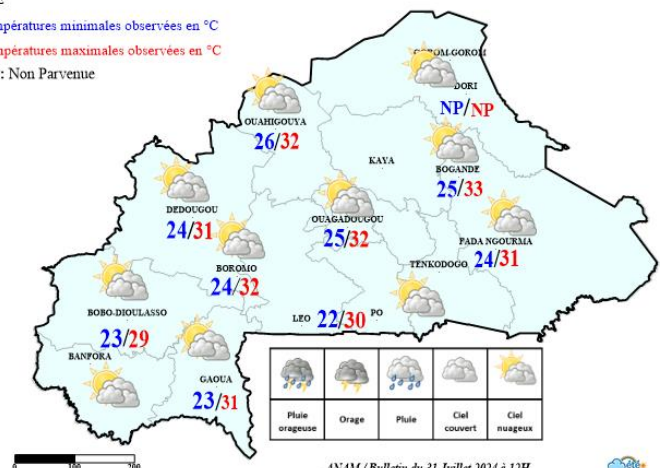 Températures minimales observées en °C
Températures maximales observées en °C
: Non Parvenue
GOROM-GOROM
DORI
NP/NP
OUAHIGOUYA
26/32
KAYA
BOGANDE
25/33
DEDOUGOU
24/31
OUAGADOUGOU
25/32
FADA NGOURMA
24/31
BOROMO
24/32
TENKODOGO
BOBO-DIOULASSO
23/29
LEO 22/30 PO
BANFORA
GAOUA
23/31
Pluie orageuse
Orage
Pluie
Ciel couvert
Ciel nuageux
0 100 200
ANAM / Bulletin du 31 Juillet 2024 à 12H